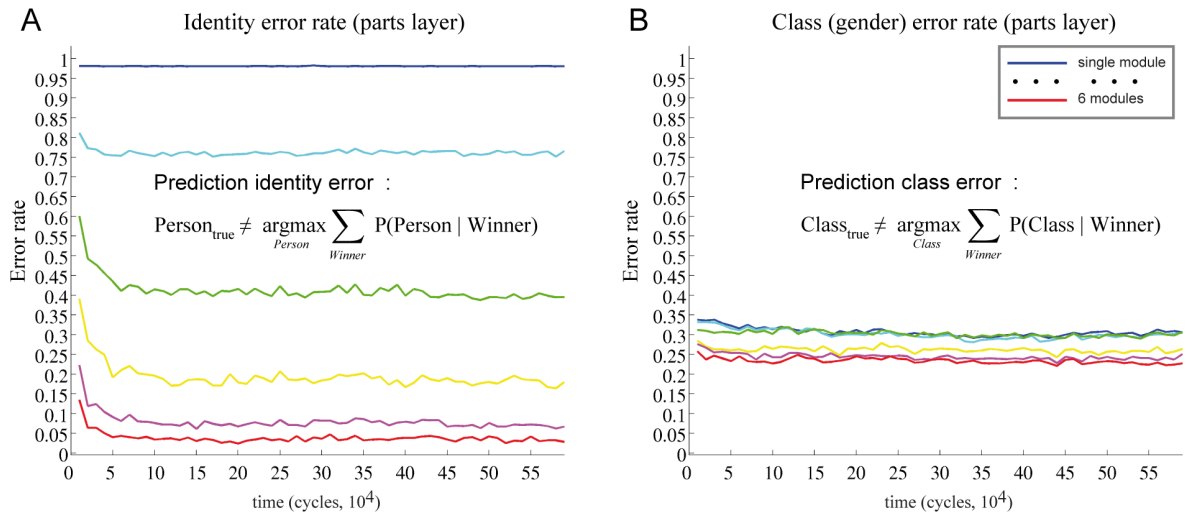 A
Identity error rate (parts layer)
1
0.95
0.9
0.85
0.8
0.75
0.7
0.65
0.6
0.55
0.5
0.45
0.4
0.35
0.3
0.25
0.2
0.15
0.1
0.05
0
Error rate
Prediction identity error :
Person_true ≠ argmax_Person ∑_Winner P(Person | Winner)
0 5 10 15 20 25 30 35 40 45 50 55
time (cycles, 10^4)
B
Class (gender) error rate (parts layer)
single module
• • • • • •
6 modules
1
0.95
0.9
0.85
0.8
0.75
0.7
0.65
0.6
0.55
0.5
0.45
0.4
0.35
0.3
0.25
0.2
0.15
0.1
0.05
0
Error rate
Prediction class error :
Class_true ≠ argmax_Class ∑_Winner P(Class | Winner)
0 5 10 15 20 25 30 35 40 45 50 55
time (cycles, 10^4)